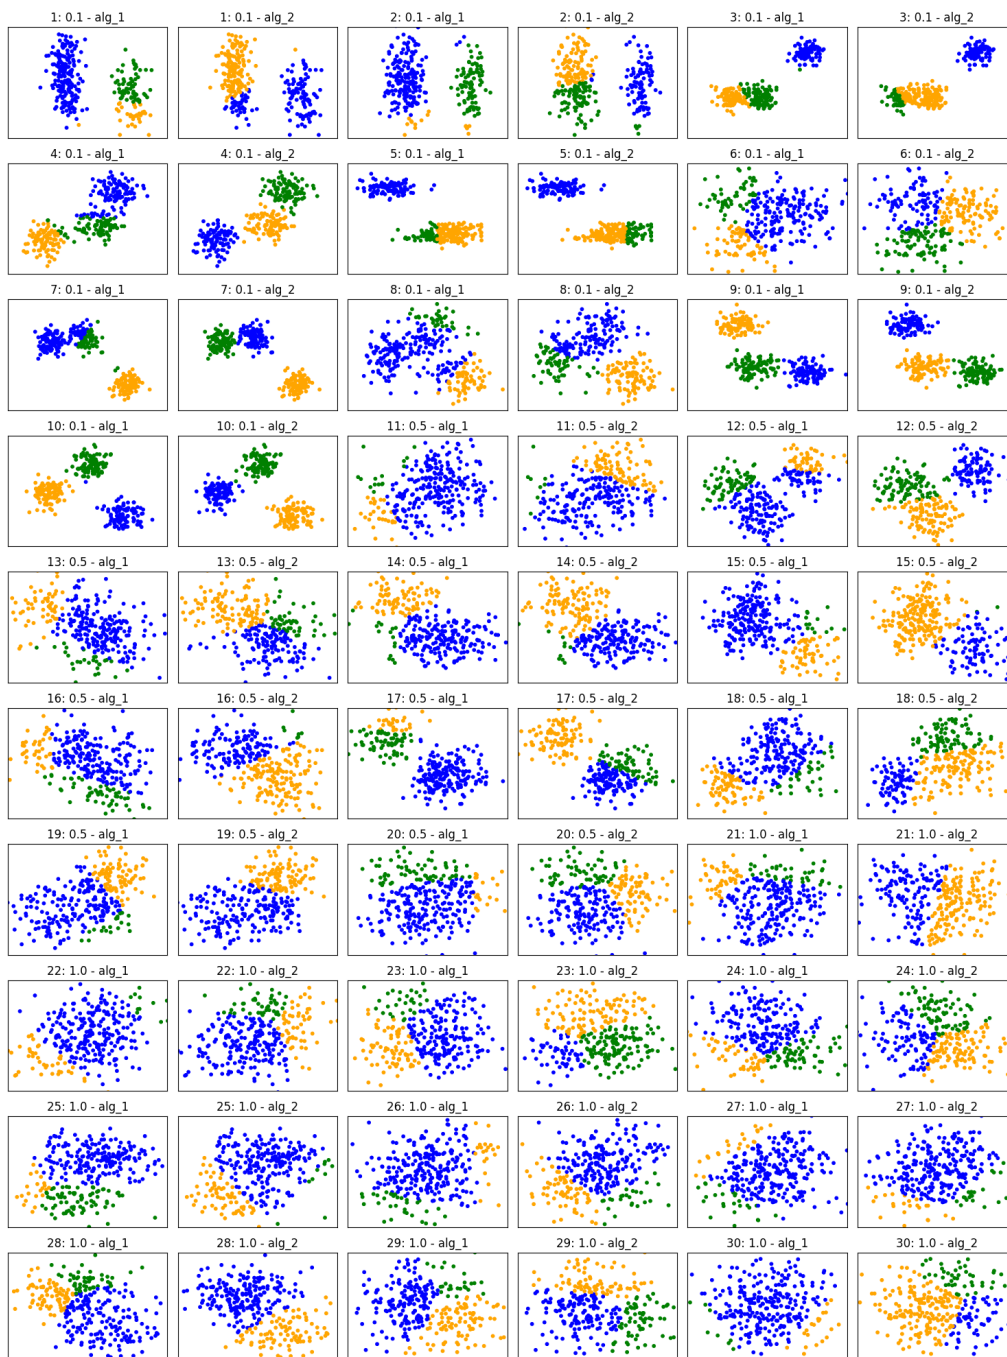 1: 0.1 - alg_1
1: 0.1 - alg_2
2: 0.1 - alg_1
2: 0.1 - alg_2
3: 0.1 - alg_1
3: 0.1 - alg_2
4: 0.1 - alg_1
4: 0.1 - alg_2
5: 0.1 - alg_1
5: 0.1 - alg_2
6: 0.1 - alg_1
6: 0.1 - alg_2
7: 0.1 - alg_1
7: 0.1 - alg_2
8: 0.1 - alg_1
8: 0.1 - alg_2
9: 0.1 - alg_1
9: 0.1 - alg_2
10: 0.1 - alg_1
10: 0.1 - alg_2
11: 0.5 - alg_1
11: 0.5 - alg_2
12: 0.5 - alg_1
12: 0.5 - alg_2
13: 0.5 - alg_1
13: 0.5 - alg_2
14: 0.5 - alg_1
14: 0.5 - alg_2
15: 0.5 - alg_1
15: 0.5 - alg_2
16: 0.5 - alg_1
16: 0.5 - alg_2
17: 0.5 - alg_1
17: 0.5 - alg_2
18: 0.5 - alg_1
18: 0.5 - alg_2
19: 0.5 - alg_1
19: 0.5 - alg_2
20: 0.5 - alg_1
20: 0.5 - alg_2
21: 1.0 - alg_1
21: 1.0 - alg_2
22: 1.0 - alg_1
22: 1.0 - alg_2
23: 1.0 - alg_1
23: 1.0 - alg_2
24: 1.0 - alg_1
24: 1.0 - alg_2
25: 1.0 - alg_1
25: 1.0 - alg_2
26: 1.0 - alg_1
26: 1.0 - alg_2
27: 1.0 - alg_1
27: 1.0 - alg_2
28: 1.0 - alg_1
28: 1.0 - alg_2
29: 1.0 - alg_1
29: 1.0 - alg_2
30: 1.0 - alg_1
30: 1.0 - alg_2